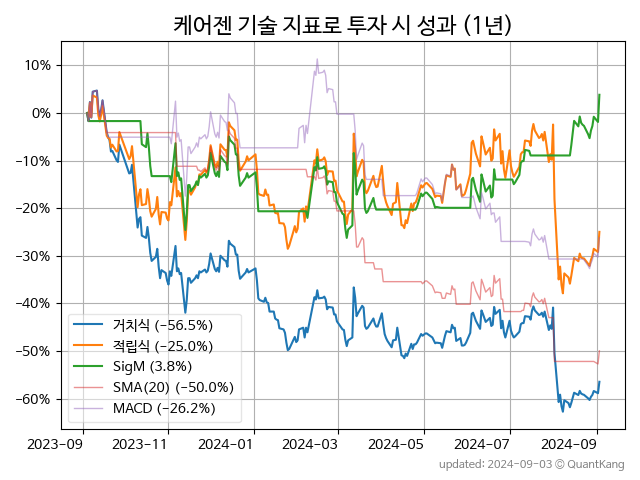 케어젠 기술 지표로 투자 시 성과 (1년)
10%
0%
−10%
−20%
−30%
−40%
−50%
−60%
거치식 (−56.5%)
적립식 (−25.0%)
SigM (3.8%)
SMA(20) (−50.0%)
MACD (−26.2%)
2023-09 2023-11 2024-01 2024-03 2024-05 2024-07 2024-09
updated: 2024-09-03 ⓒ QuantKang